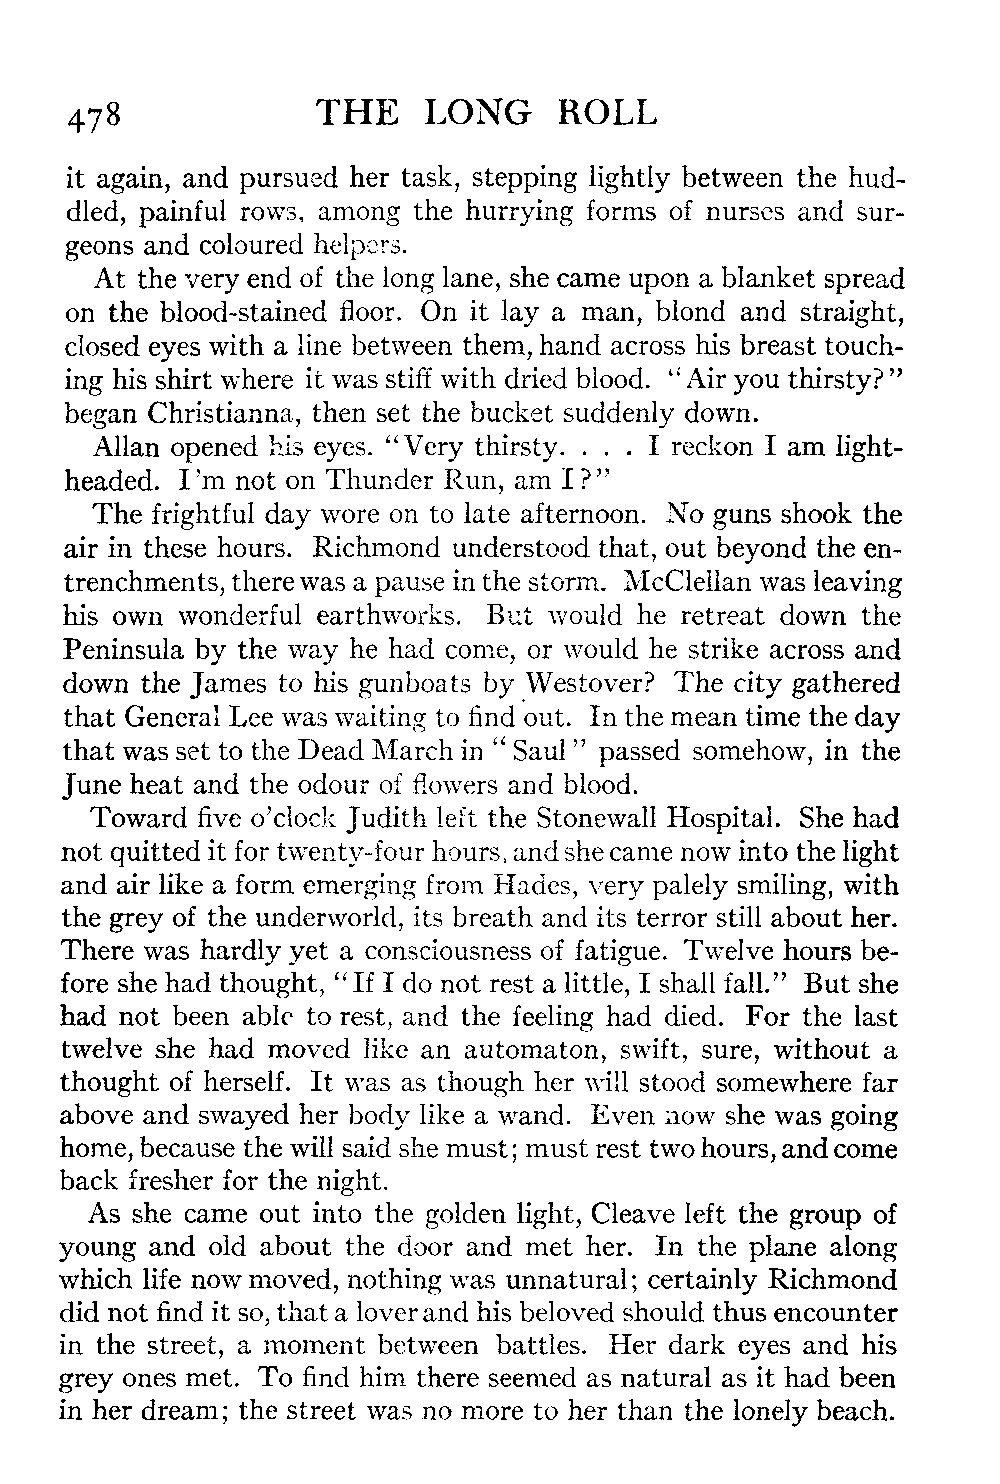 478 THE LONG ROLL
it again, and pursued her task, stepping lightly between the hud-
dled, painful rows, among the hurrying forms of nurses and sur-
geons and coloured helpers.
At the very end of the long lane, she came upon a blanket spread
on the blood-stained floor. On it lay a man, blond and straight,
closed eyes with a line between them, hand across his breast touch-
ing his shirt where it was stiff with dried blood. "Air you thirsty?"
began Christianna, then set the bucket suddenly down.
Allan opened his eyes. "Very thirsty. . . . I reckon I am light-
headed. I'm not on Thunder Run, am I?"
The frightful day wore on to late afternoon. No guns shook the
air in these hours. Richmond understood that, out beyond the en-
trenchments, there was a pause in the storm. McClellan was leaving
his own wonderful earthworks. But would he retreat down the
Peninsula by the way he had come, or would he strike across and
down the James to his gunboats by Westover? The city gathered
that General Lee was waiting to find out. In the mean time the day
that was set to the Dead March in "Saul" passed somehow, in the
June heat and the odour of flowers and blood.
Toward five o'clock Judith left the Stonewall Hospital. She had
not quitted it for twenty-four hours, and she came now into the light
and air like a form emerging from Hades, very palely smiling, with
the grey of the underworld, its breath and its terror still about her.
There was hardly yet a consciousness of fatigue. Twelve hours be-
fore she had thought, "If I do not rest a little, I shall fall." But she
had not been able to rest, and the feeling had died. For the last
twelve she had moved like an automaton, swift, sure, without a
thought of herself. It was as though her will stood somewhere far
above and swayed her body like a wand. Even now she was going
home, because the will said she must; must rest two hours, and come
back fresher for the night.
As she came out into the golden light, Cleave left the group of
young and old about the door and met her. In the plane along
which life now moved, nothing was unnatural; certainly Richmond
did not find it so, that a lover and his beloved should thus encounter
in the street, a moment between battles. Her dark eyes and his
grey ones met. To find him there seemed as natural as it had been
in her dream; the street was no more to her than the lonely beach.